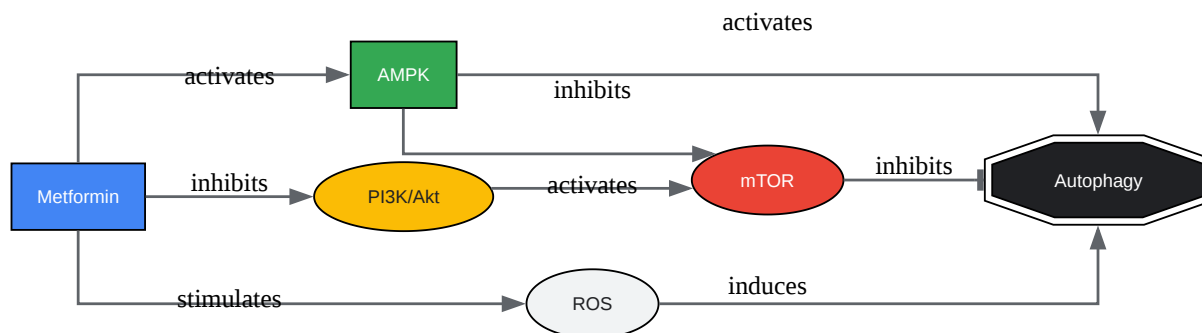 activates
activates
AMPK
inhibits
Metformin
inhibits
PI3K/Akt
activates
mTOR
inhibits
Autophagy
stimulates
ROS
induces